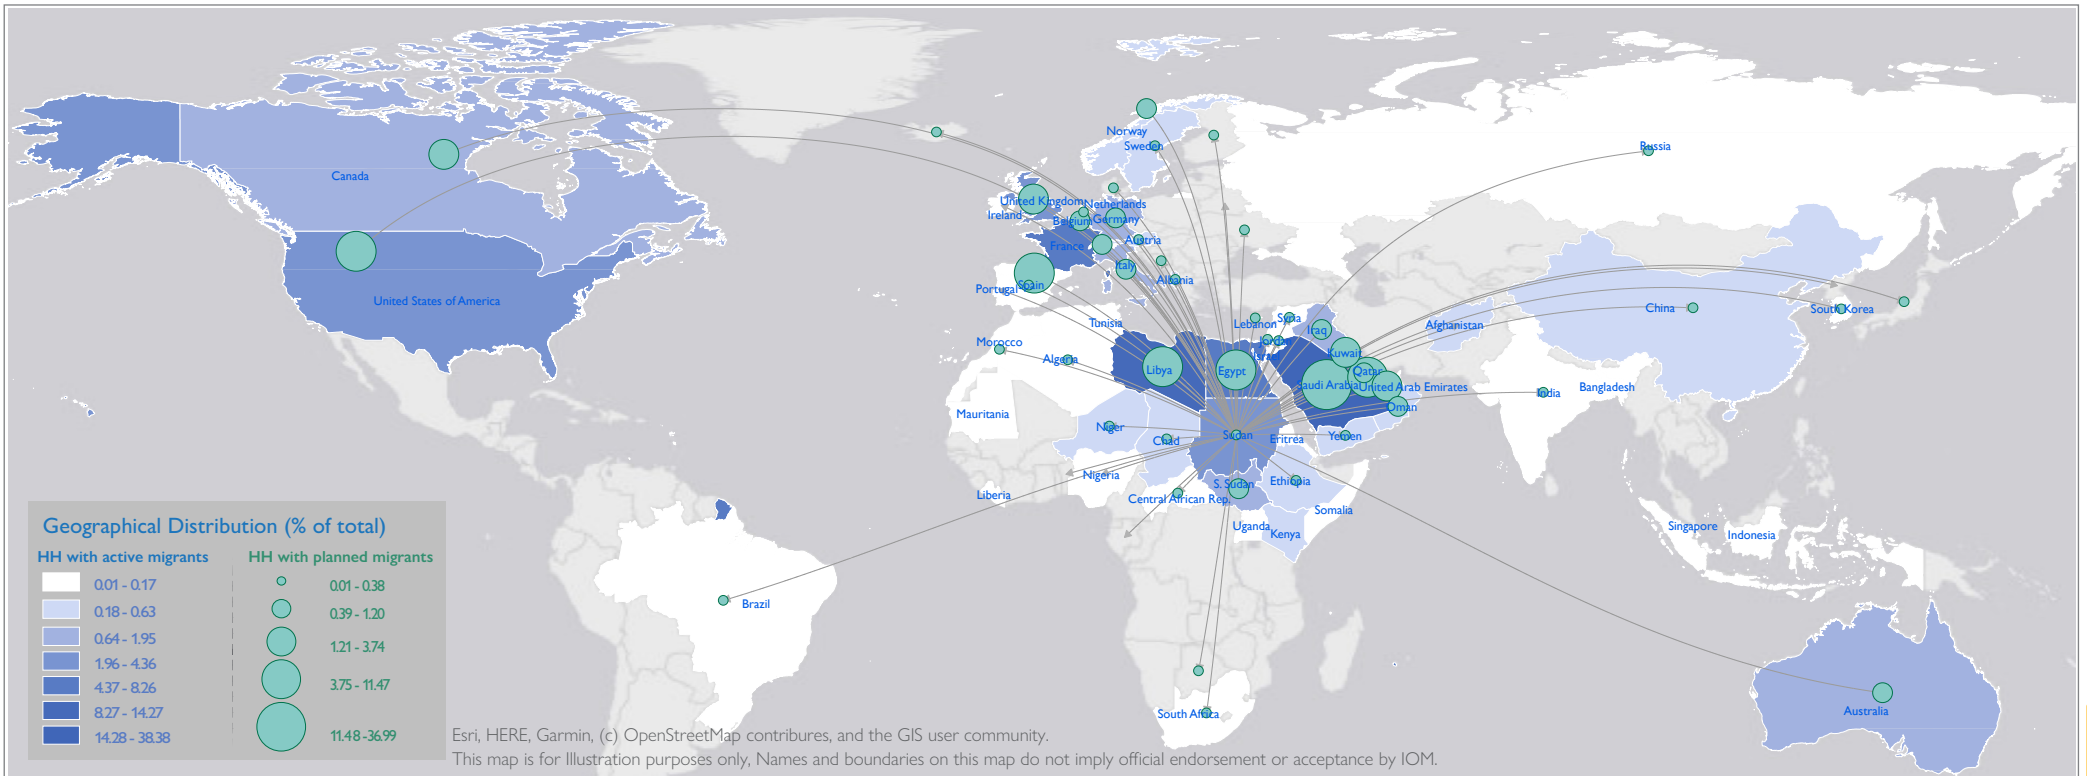 Norway
Sweden
Russia
Canada
United Kingdom
Netherlands
Ireland
Belgium
Germany
France
Austria
Italy
Albania
Portugal
Spain
United States of America
Tunisia
Lebanon
Syria
Iraq
Afghanistan
China
South Korea
Morocco
Algeria
Jordan
Israel
Kuwait
Libya
Egypt
Qatar
Saudi Arabia
United Arab Emirates
Bangladesh
India
Oman
Mauritania
Niger
Chad
Sudan
Eritrea
Yemen
Nigeria
Liberia
Central African Rep.
S. Sudan
Ethiopia
Somalia
Uganda
Kenya
Singapore
Indonesia
Brazil
South Africa
Australia
Geographical Distribution (% of total)
HH with active migrants
0.01 - 0.17
0.18 - 0.63
0.64 - 1.95
1.96 - 4.36
4.37 - 8.26
8.27 - 14.27
14.28 - 38.38
HH with planned migrants
0.01 - 0.38
0.39 - 1.20
1.21 - 3.74
3.75 - 11.47
11.48 -36.99
Esri, HERE, Garmin, (c) OpenStreetMap contribures, and the GIS user community.
This map is for Illustration purposes only, Names and boundaries on this map do not imply official endorsement or acceptance by IOM.